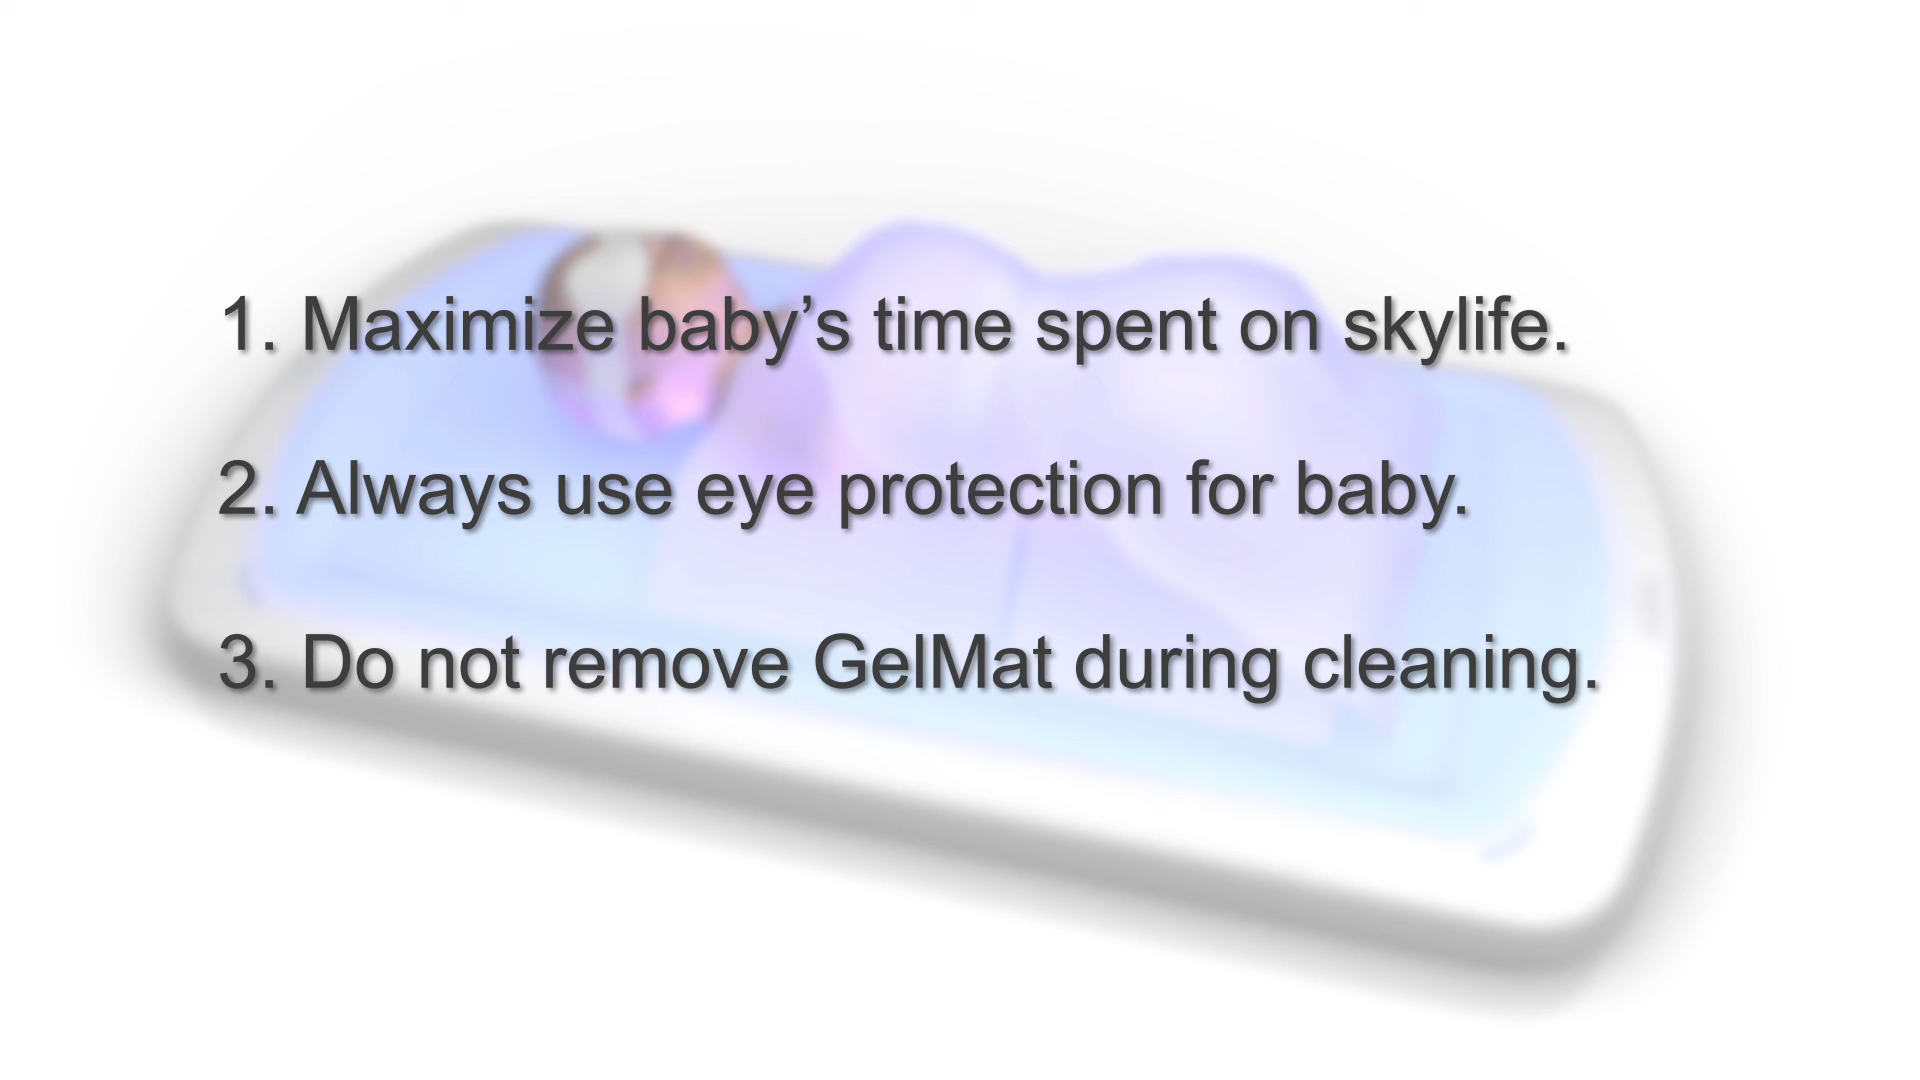 1. Maximize baby’s time spent on skylife.
2. Always use eye protection for baby.
3. Do not remove GelMat during cleaning.